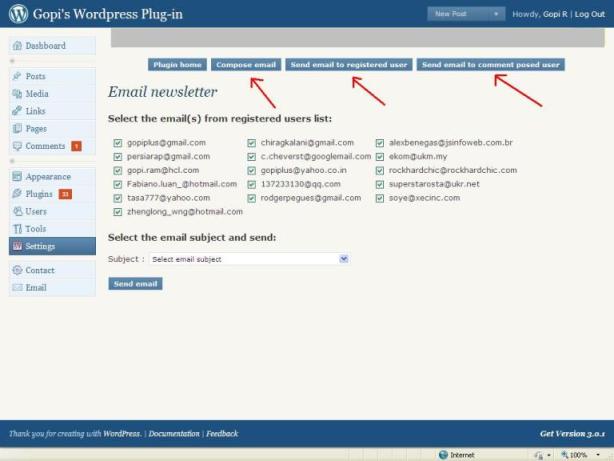 Gopi's Wordpress Plug-in New Post Howdy, Gopi R | Log Out
Dashboard
Plugin home Compose email Send email to registered user Send email to comment posed user
Posts
Media
Links
Pages
Comments 1
Appearance
Plugins 33
Users
Tools
Settings
Contact
Email
Email newsletter
Select the email(s) from registered users list:
gopiplus@gmail.com chiragkalani@gmail.com alexbenegas@jsinfoweb.com.br
persiarap@gmail.com c.cheverst@googlemail.com ekom@ukm.my
gopi.ram@hcl.com gopiplus@yahoo.co.in rockhardchic@rockhardchic.com
Fabiano.luan_@hotmail.com 137233130@qq.com superstarosta@ukr.net
tasa777@yahoo.com rodgerpegues@gmail.com soye@xecinc.com
zhenglong_wng@hotmail.com
Select the email subject and send:
Subject : Select email subject
Send email
Thank you for creating with WordPress. | Documentation | Feedback Get Version 3.0.1
Internet 100%